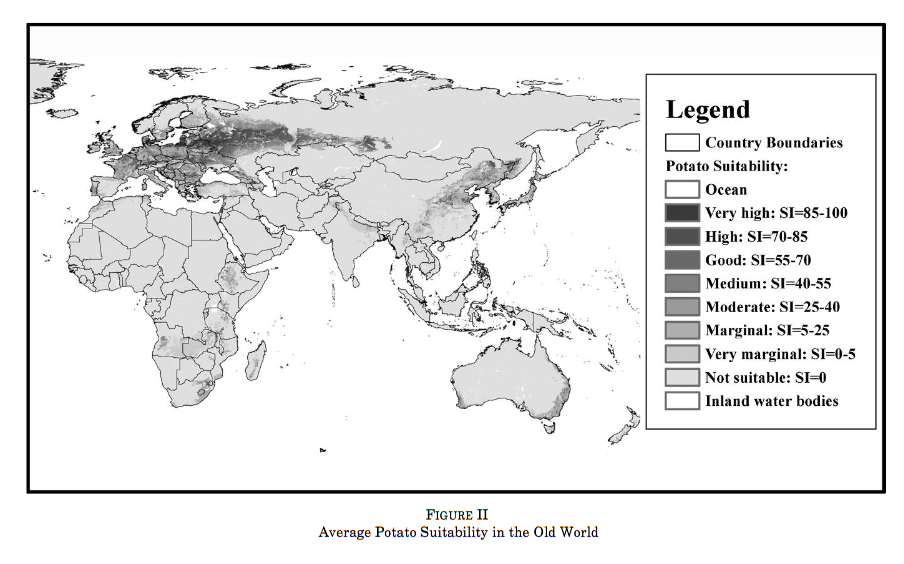 Legend
Country Boundaries
Potato Suitability:
Ocean
Very high: SI=85-100
High: SI=70-85
Good: SI=55-70
Medium: SI=40-55
Moderate: SI=25-40
Marginal: SI=5-25
Very marginal: SI=0-5
Not suitable: SI=0
Inland water bodies
FIGURE II
Average Potato Suitability in the Old World